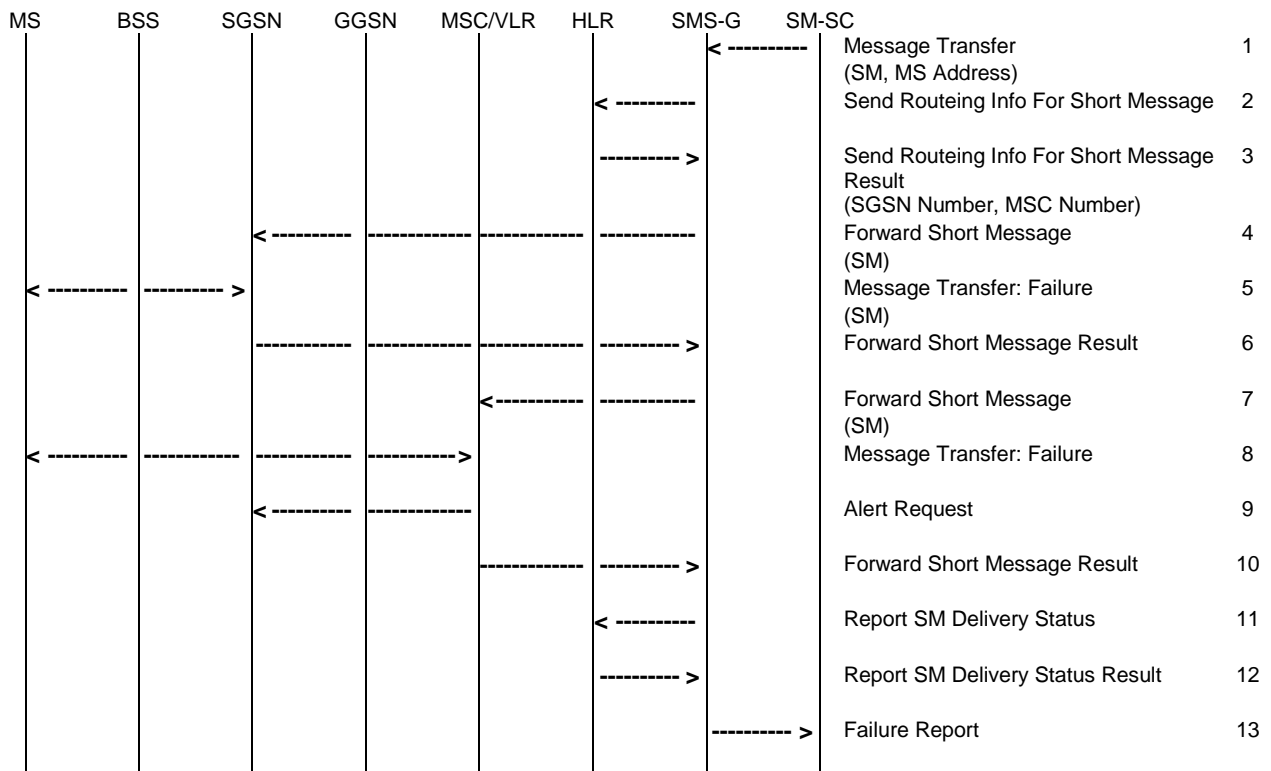 MS BSS SGSN GGSN MSC/VLR HLR SMS-G SM-SC
Message Transfer 1
(SM, MS Address)
Send Routeing Info For Short Message 2
Send Routeing Info For Short Message 3
Result
(SGSN Number, MSC Number)
Forward Short Message 4
(SM)
Message Transfer: Failure 5
(SM)
Forward Short Message Result 6
Forward Short Message 7
(SM)
Message Transfer: Failure 8
Alert Request 9
Forward Short Message Result 10
Report SM Delivery Status 11
Report SM Delivery Status Result 12
Failure Report 13